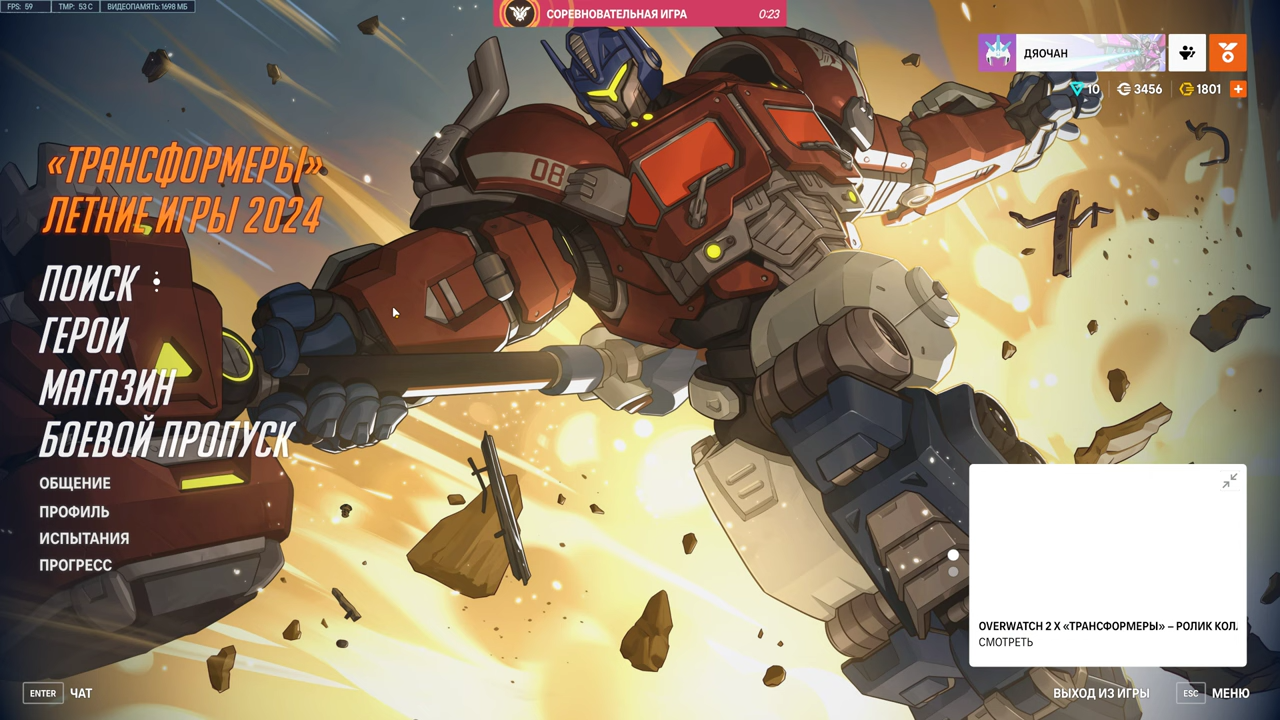 FPS: 59 TMP: 53 C ВИДЕОПАМЯТЬ: 1698 МБ
СОРЕВНОВАТЕЛЬНАЯ ИГРА 0:23
ДЯОЧАН
10 3456 1801
«ТРАНСФОРМЕРЫ»
ЛЕТНИЕ ИГРЫ 2024
ПОИСК
ГЕРОИ
МАГАЗИН
БОЕВОЙ ПРОПУСК
ОБЩЕНИЕ
ПРОФИЛЬ
ИСПЫТАНИЯ
ПРОГРЕСС
08
OVERWATCH 2 X «ТРАНСФОРМЕРЫ» – РОЛИК КОЛ
СМОТРЕТЬ
ENTER ЧАТ
ВЫХОД ИЗ ИГРЫ ESC МЕНЮ